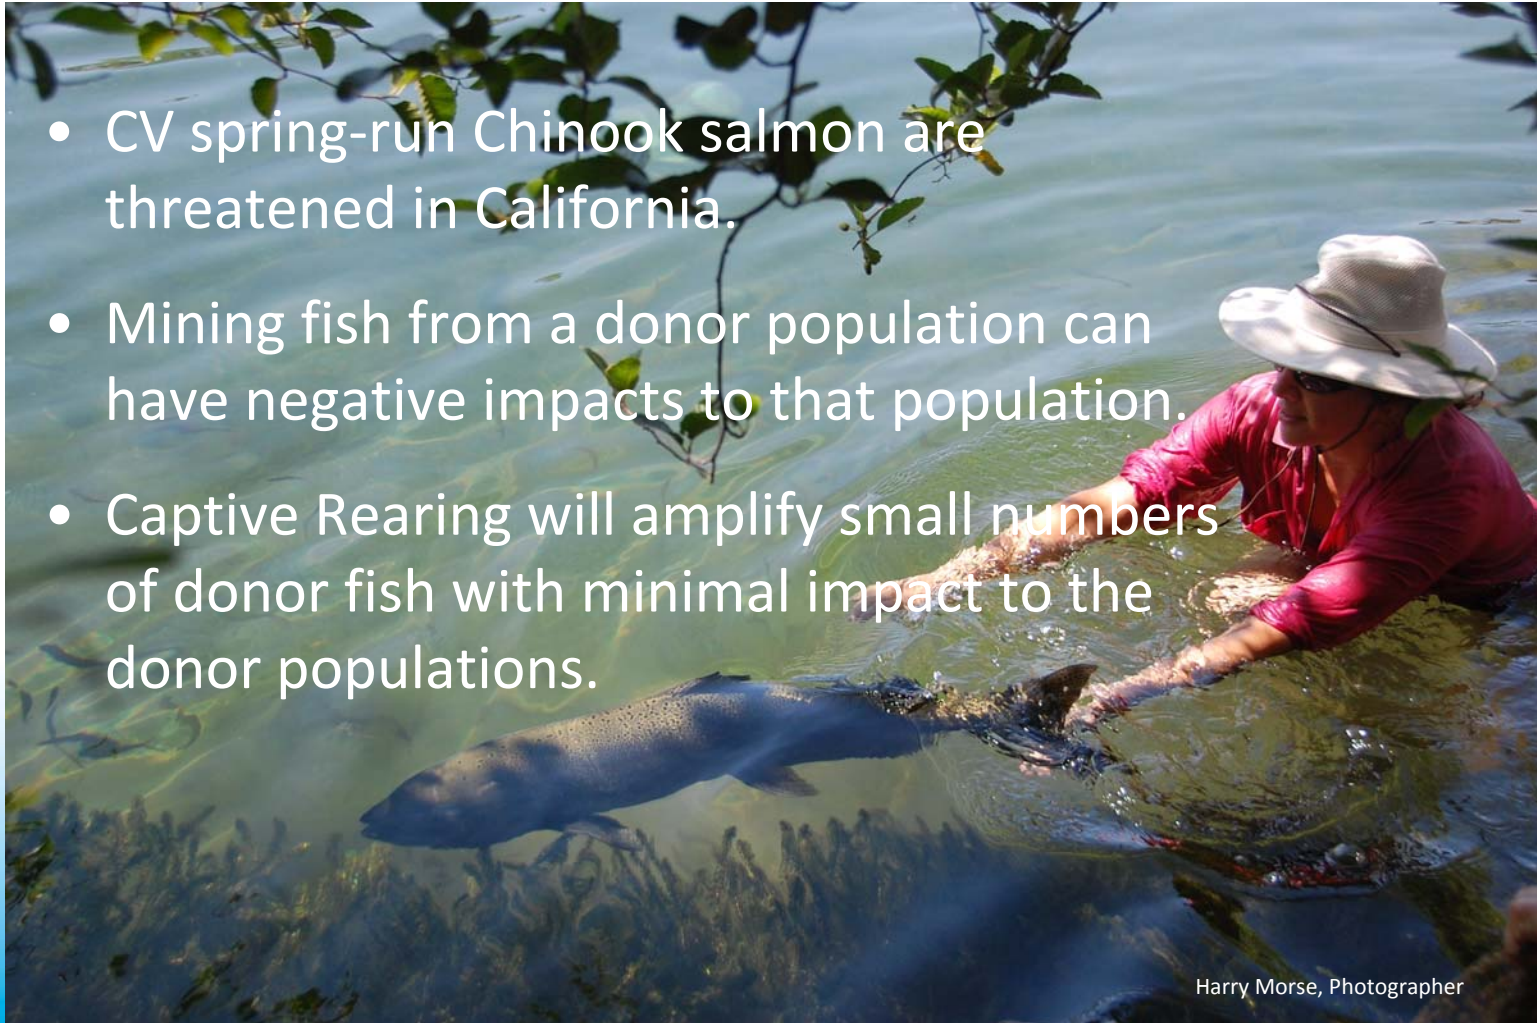 • CV spring-run Chinook salmon are
threatened in California.
• Mining fish from a donor population can
have negative impacts to that population.
• Captive Rearing will amplify small numbers
of donor fish with minimal impact to the
donor populations.
Harry Morse, Photographer